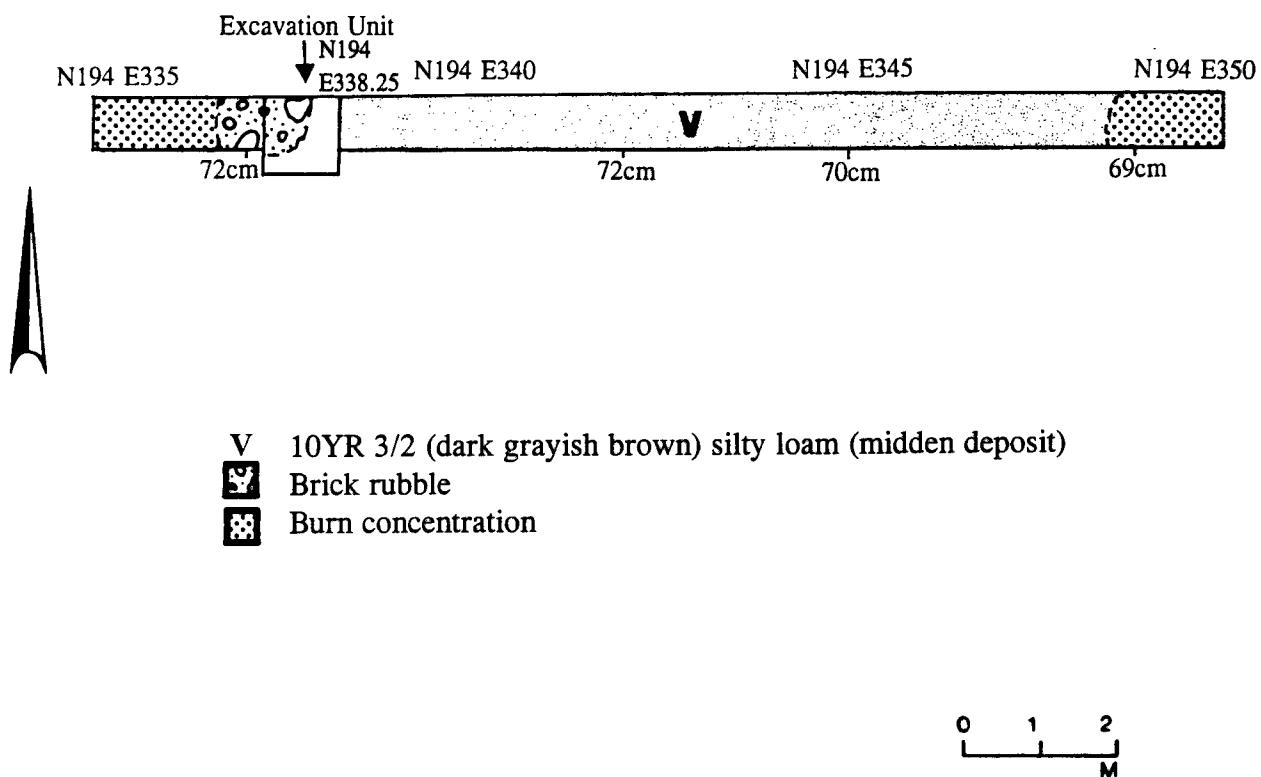 Excavation Unit
N194
E338.25
N194 E335
N194 E340
N194 E345
N194 E350
V
72cm
72cm
70cm
69cm
V 10YR 3/2 (dark grayish brown) silty loam (midden deposit)
Brick rubble
Burn concentration
0 1 2
M